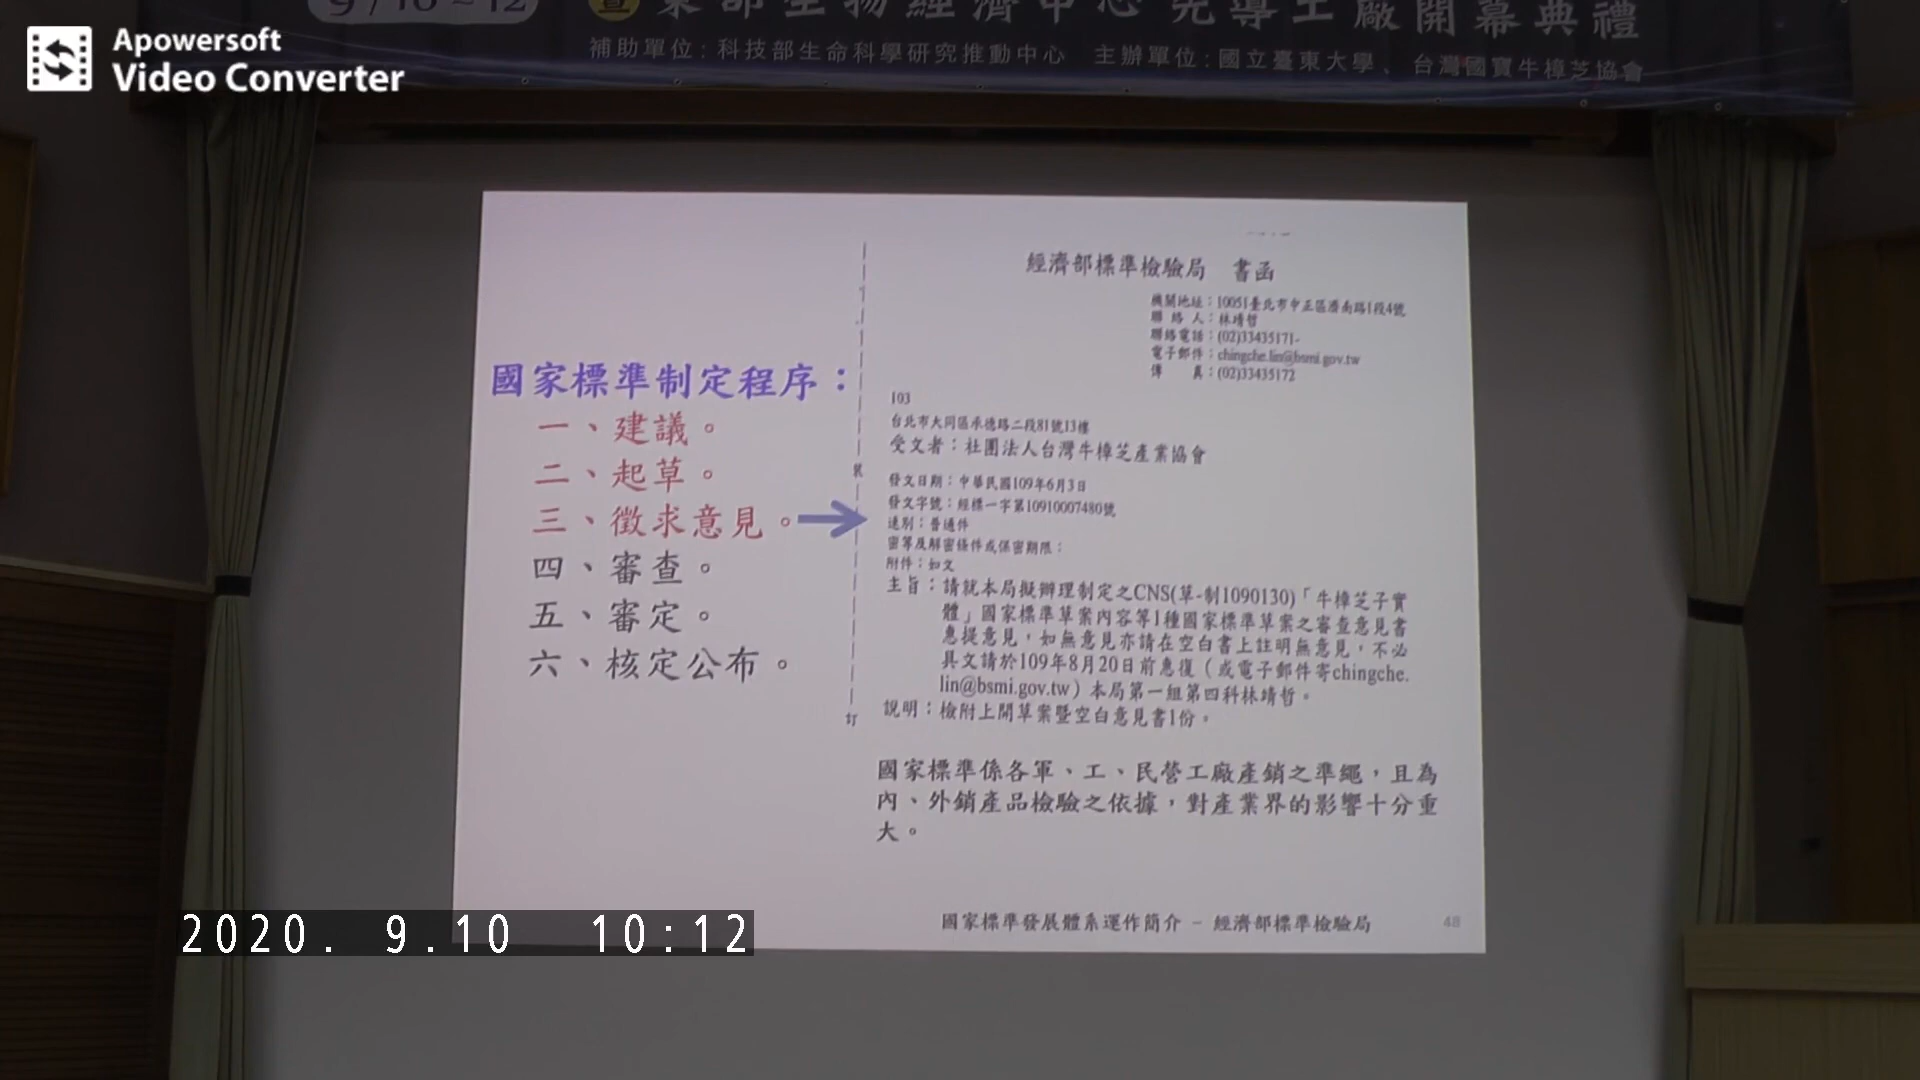 Apowersoft
Video Converter
9/10~12
東部生物經濟中心先導工廠開幕典禮
補助單位:科技部生命科學研究推動中心 主辦單位:國立臺東大學、台灣國寶牛樟芝協會
國家標準制定程序：
一、建議。
二、起草。
三、徵求意見。
四、審查。
五、審定。
六、核定公布。
裝
訂
經濟部標準檢驗局 書函
機關地址：10051臺北市中正區濟南路1段4號
聯 絡 人：林靖哲
聯絡電話：(02)33435171-
電子郵件：chingche.lin@bsmi.gov.tw
傳 真：(02)33435172
103
台北市大同區承德路二段81號13樓
受文者：社團法人台灣牛樟芝產業協會
發文日期：中華民國109年6月3日
發文字號：經標一字第10910007480號
速別：普通件
密等及解密條件或保密期限：
附件：如文
主旨：請就本局擬辦理制定之CNS(草-制1090130)「牛樟芝子實
體」國家標準草案內容等1種國家標準草案之審查意見書
惠提意見，如無意見亦請在空白書上註明無意見，不必
具文請於109年8月20日前惠復（或電子郵件寄chingche.
lin@bsmi.gov.tw）本局第一組第四科林靖哲。
說明：檢附上開草案暨空白意見書1份。
國家標準係各軍、工、民營工廠產銷之準繩，且為
內、外銷產品檢驗之依據，對產業界的影響十分重
大。
國家標準發展體系運作簡介 – 經濟部標準檢驗局
48
2020. 9.10 10:12